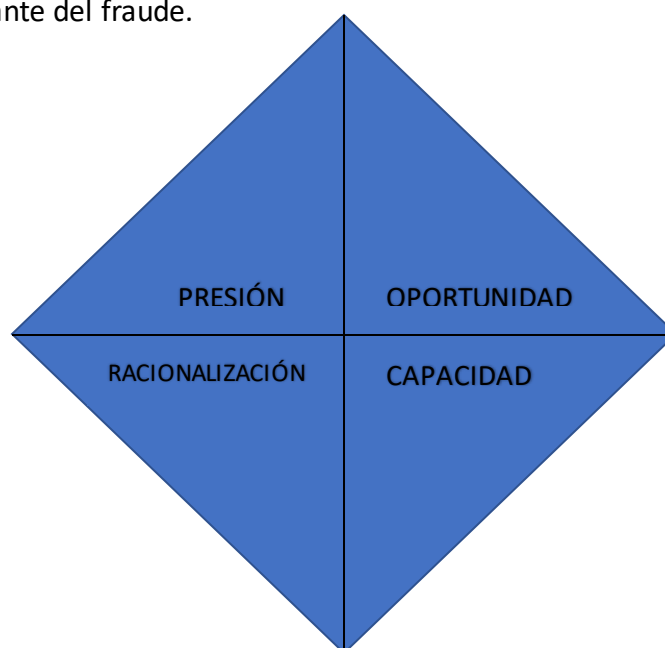 ante del fraude.
PRESIÓN
OPORTUNIDAD
RACIONALIZACIÓN
CAPACIDAD